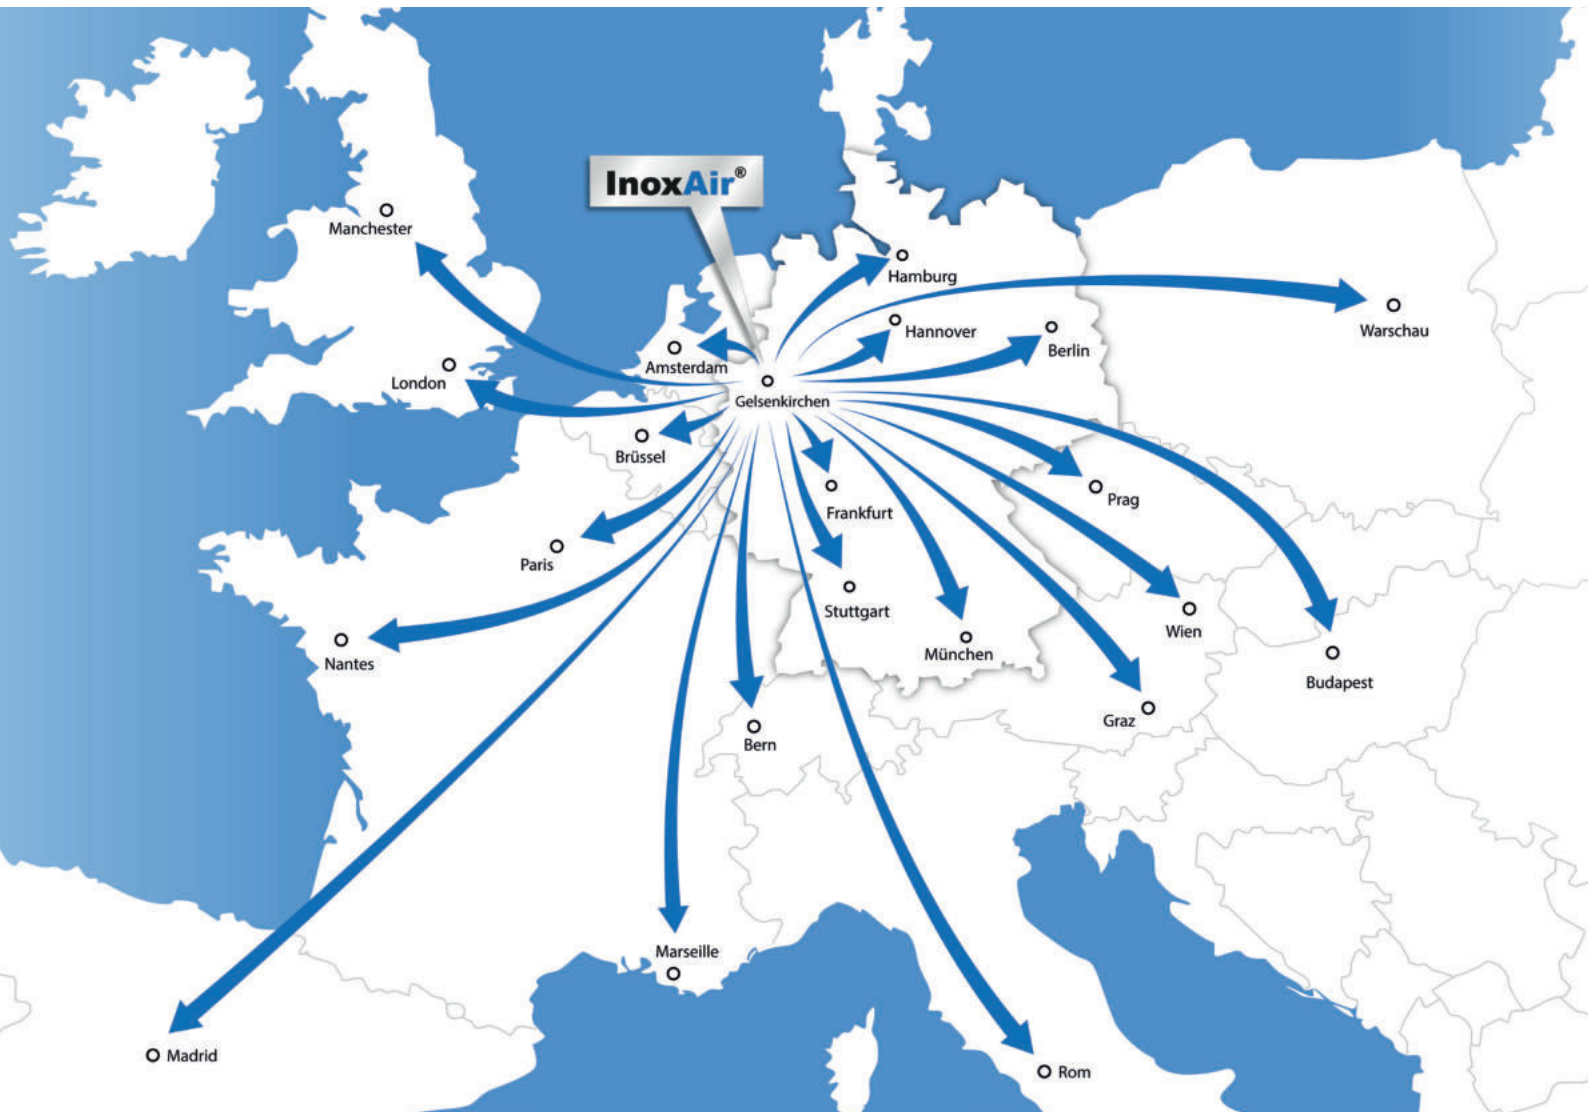 InoxAir®
Manchester
Hamburg
Warschau
Hannover
Berlin
Amsterdam
London
Gelsenkirchen
Brüssel
Prag
Frankfurt
Paris
Stuttgart
Wien
München
Nantes
Budapest
Graz
Bern
Marseille
Madrid
Rom